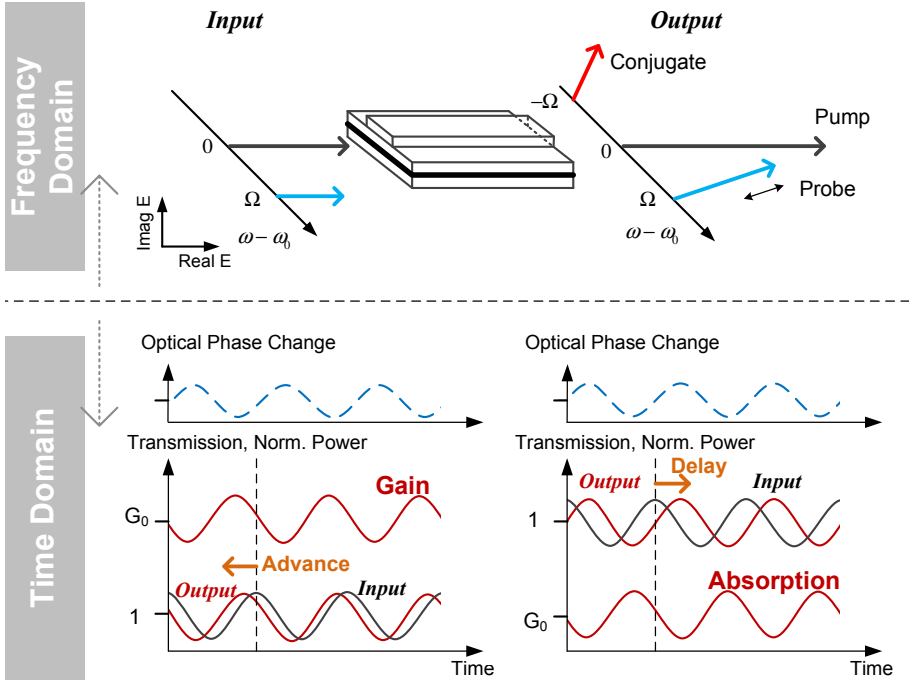 Frequency
Domain
Input
0
Ω
ω − ω0
Imag E
Real E
Output
Conjugate
−Ω
Pump
0
Ω
Probe
ω − ω0
Time Domain
Optical Phase Change
Transmission, Norm. Power
Gain
G0
Advance
Output
Input
1
Time
Optical Phase Change
Transmission, Norm. Power
Delay
Output
Input
1
Absorption
G0
Time